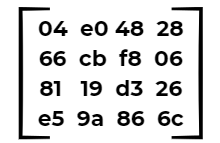 04 e0 48 28
66 cb f8 06
81 19 d3 26
e5 9a 86 6c